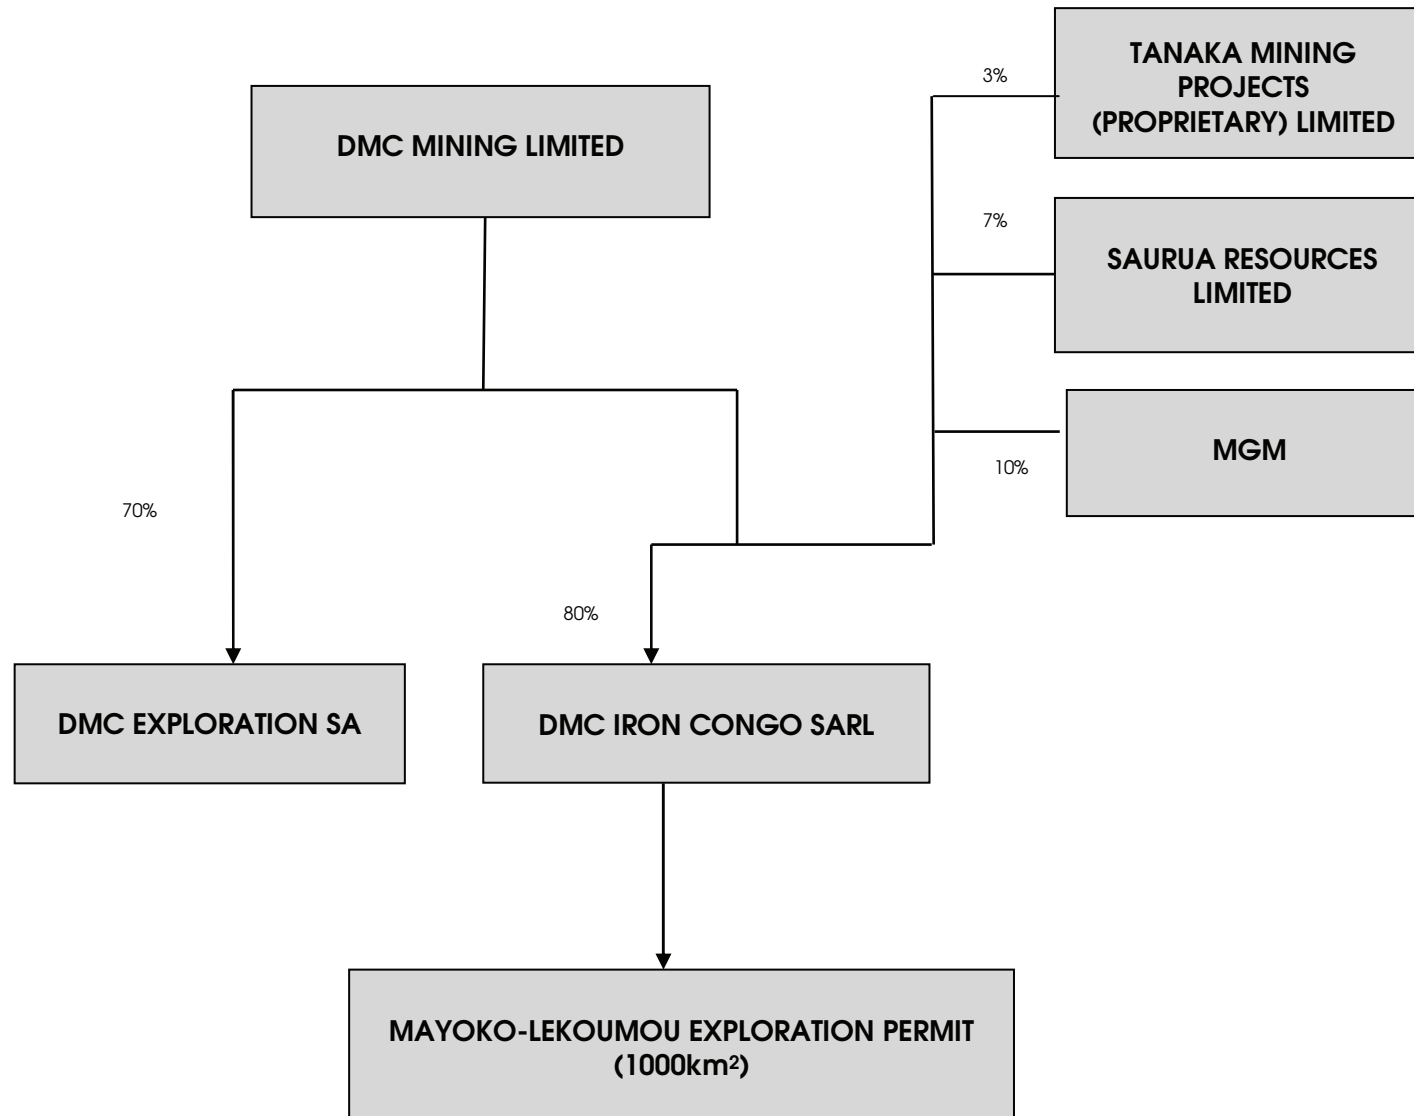 3%
TANAKA MINING
PROJECTS
(PROPRIETARY) LIMITED
DMC MINING LIMITED
7%
SAURUA RESOURCES
LIMITED
10%
MGM
70%
80%
DMC EXPLORATION SA
DMC IRON CONGO SARL
MAYOKO-LEKOUMOU EXPLORATION PERMIT
(1000km²)